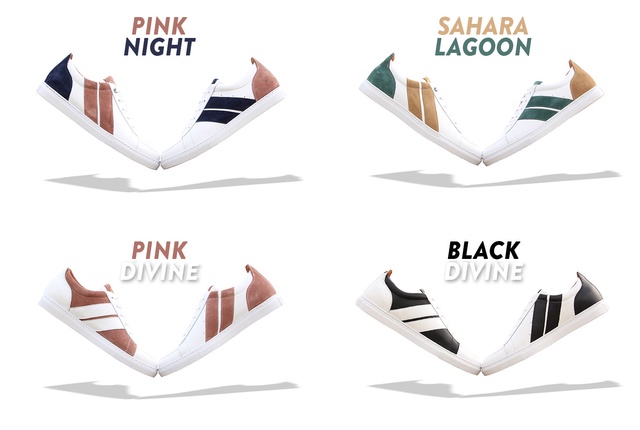 PINK
NIGHT
SAHARA
LAGOON
PINK
DIVINE
BLACK
DIVINE